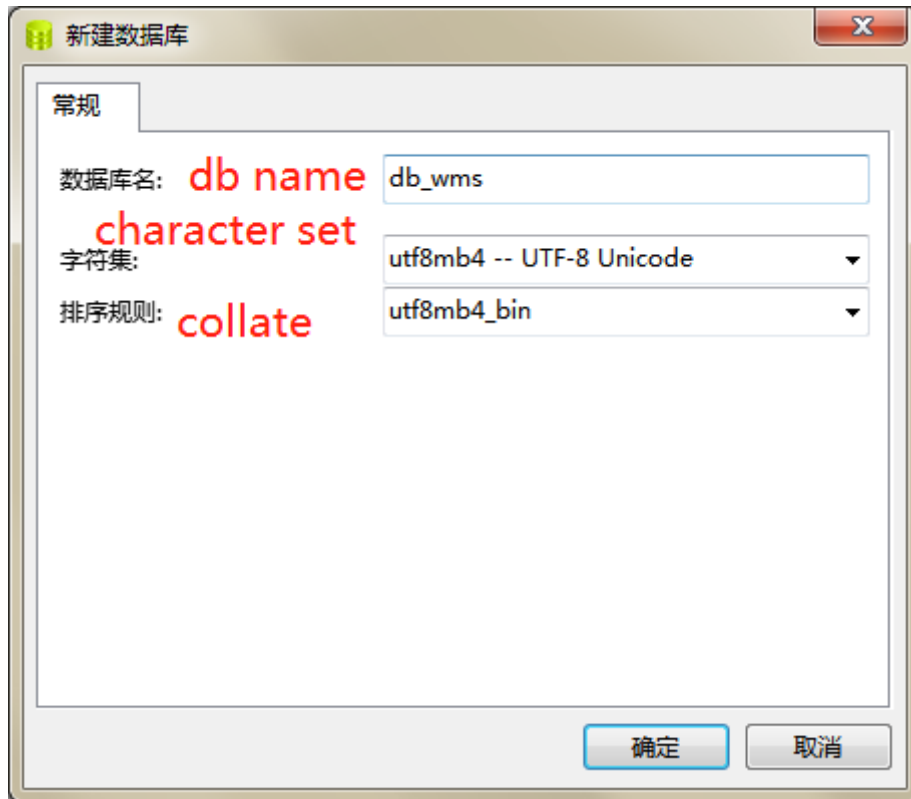 新建数据库
常规
数据库名: db name db_wms
character set
字符集: utf8mb4 -- UTF-8 Unicode
排序规则: collate utf8mb4_bin
确定 取消